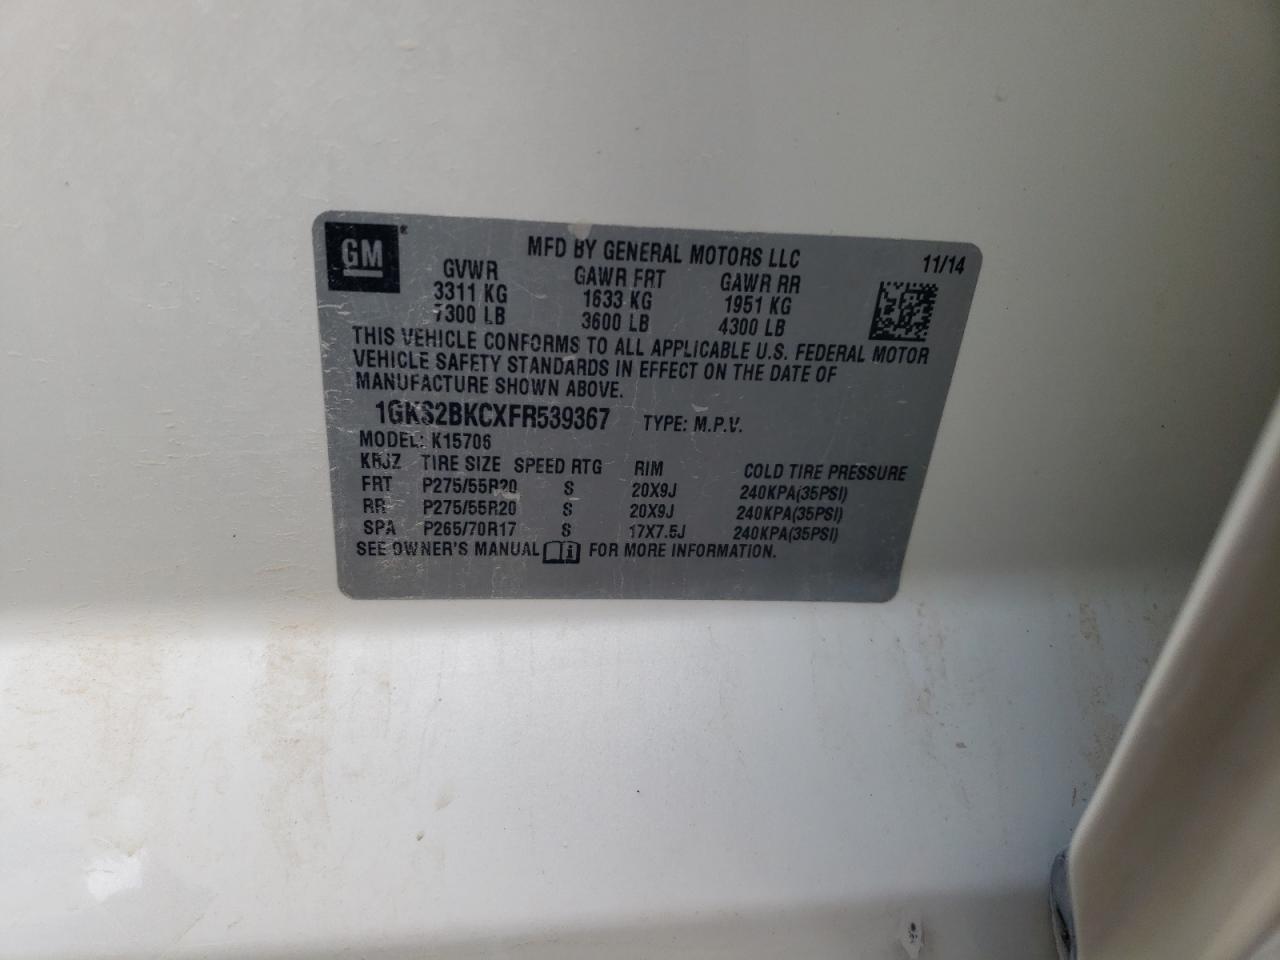 GM ® MFD BY GENERAL MOTORS LLC 11/14
GVWR GAWR FRT GAWR RR
3311 KG 1633 KG 1951 KG
7300 LB 3600 LB 4300 LB
THIS VEHICLE CONFORMS TO ALL APPLICABLE U.S. FEDERAL MOTOR
VEHICLE SAFETY STANDARDS IN EFFECT ON THE DATE OF
MANUFACTURE SHOWN ABOVE.
1GKS2BKCXFR539367 TYPE: M.P.V.
MODEL: K15706
KRJZ TIRE SIZE SPEED RTG RIM COLD TIRE PRESSURE
FRT P275/55R20 S 20X9J 240KPA(35PSI)
RR P275/55R20 S 20X9J 240KPA(35PSI)
SPA P265/70R17 S 17X7.5J 240KPA(35PSI)
SEE OWNER'S MANUAL FOR MORE INFORMATION.